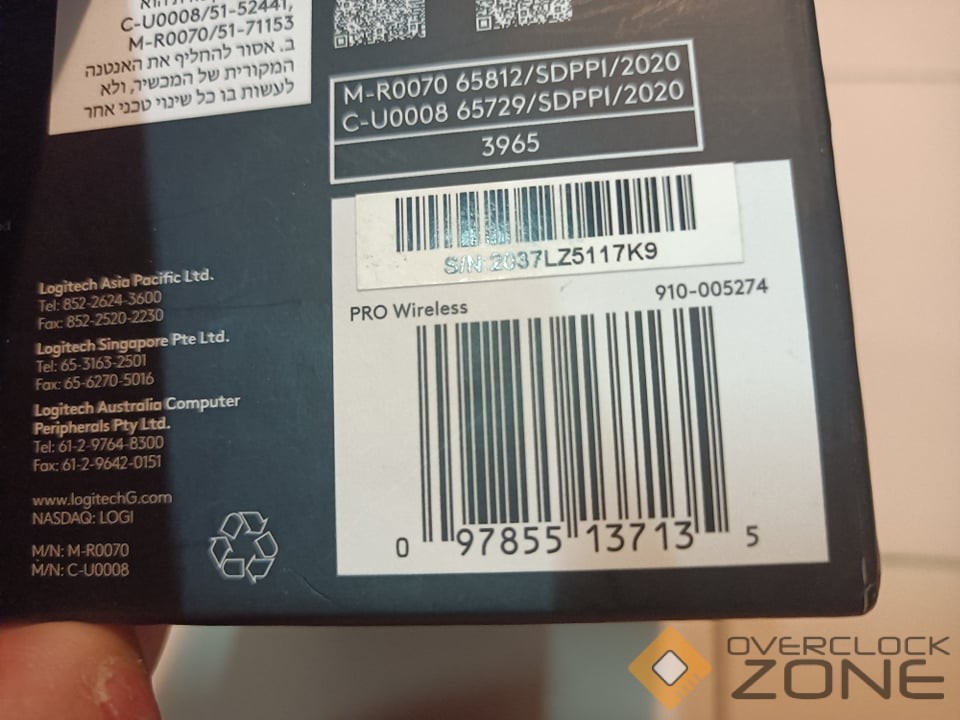 C-U0008/51-52441,
M-R0070/51-71153
ב. אסור להחליף את האנטנה
המקורית של המכשיר, ולא
לעשות בו כל שינוי טכני אחר
M-R0070 65812/SDPPI/2020
C-U0008 65729/SDPPI/2020
3965
S/N:2037LZ5117K9
PRO Wireless
910-005274
0 97855 13713 5
Logitech Asia Pacific Ltd.
Tel: 852-2624-3600
Fax: 852-2520-2230
Logitech Singapore Pte Ltd.
Tel: 65-3163-2501
Fax: 65-6270-5016
Logitech Australia Computer
Peripherals Pty Ltd.
Tel: 61-2-9764-8300
Fax: 61-2-9642-0151
www.logitechG.com
NASDAQ: LOGI
M/N: M-R0070
M/N: C-U0008
OVERCLOCK
ZONE